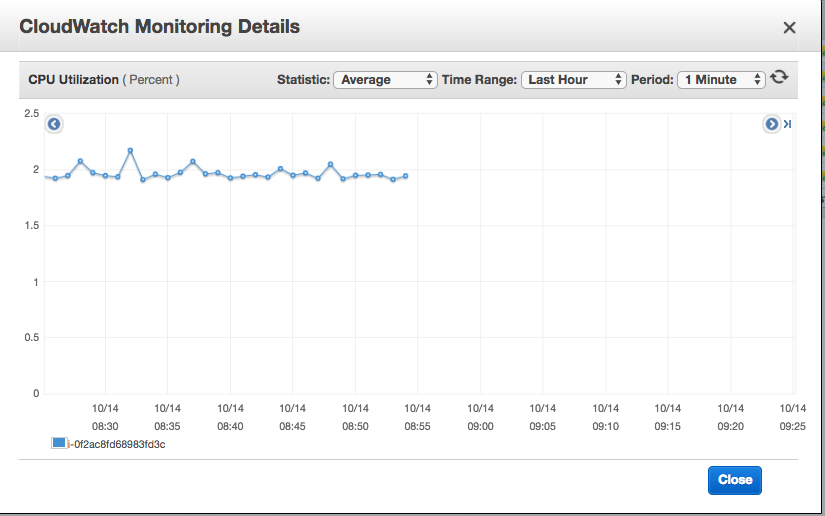 CloudWatch Monitoring Details
CPU Utilization ( Percent ) Statistic: Average Time Range: Last Hour Period: 1 Minute
2.5
2
1.5
1
0.5
0
10/14 10/14 10/14 10/14 10/14 10/14 10/14 10/14 10/14 10/14 10/14 10/14
08:30 08:35 08:40 08:45 08:50 08:55 09:00 09:05 09:10 09:15 09:20 09:25
i-0f2ac8fd68983fd3c
Close